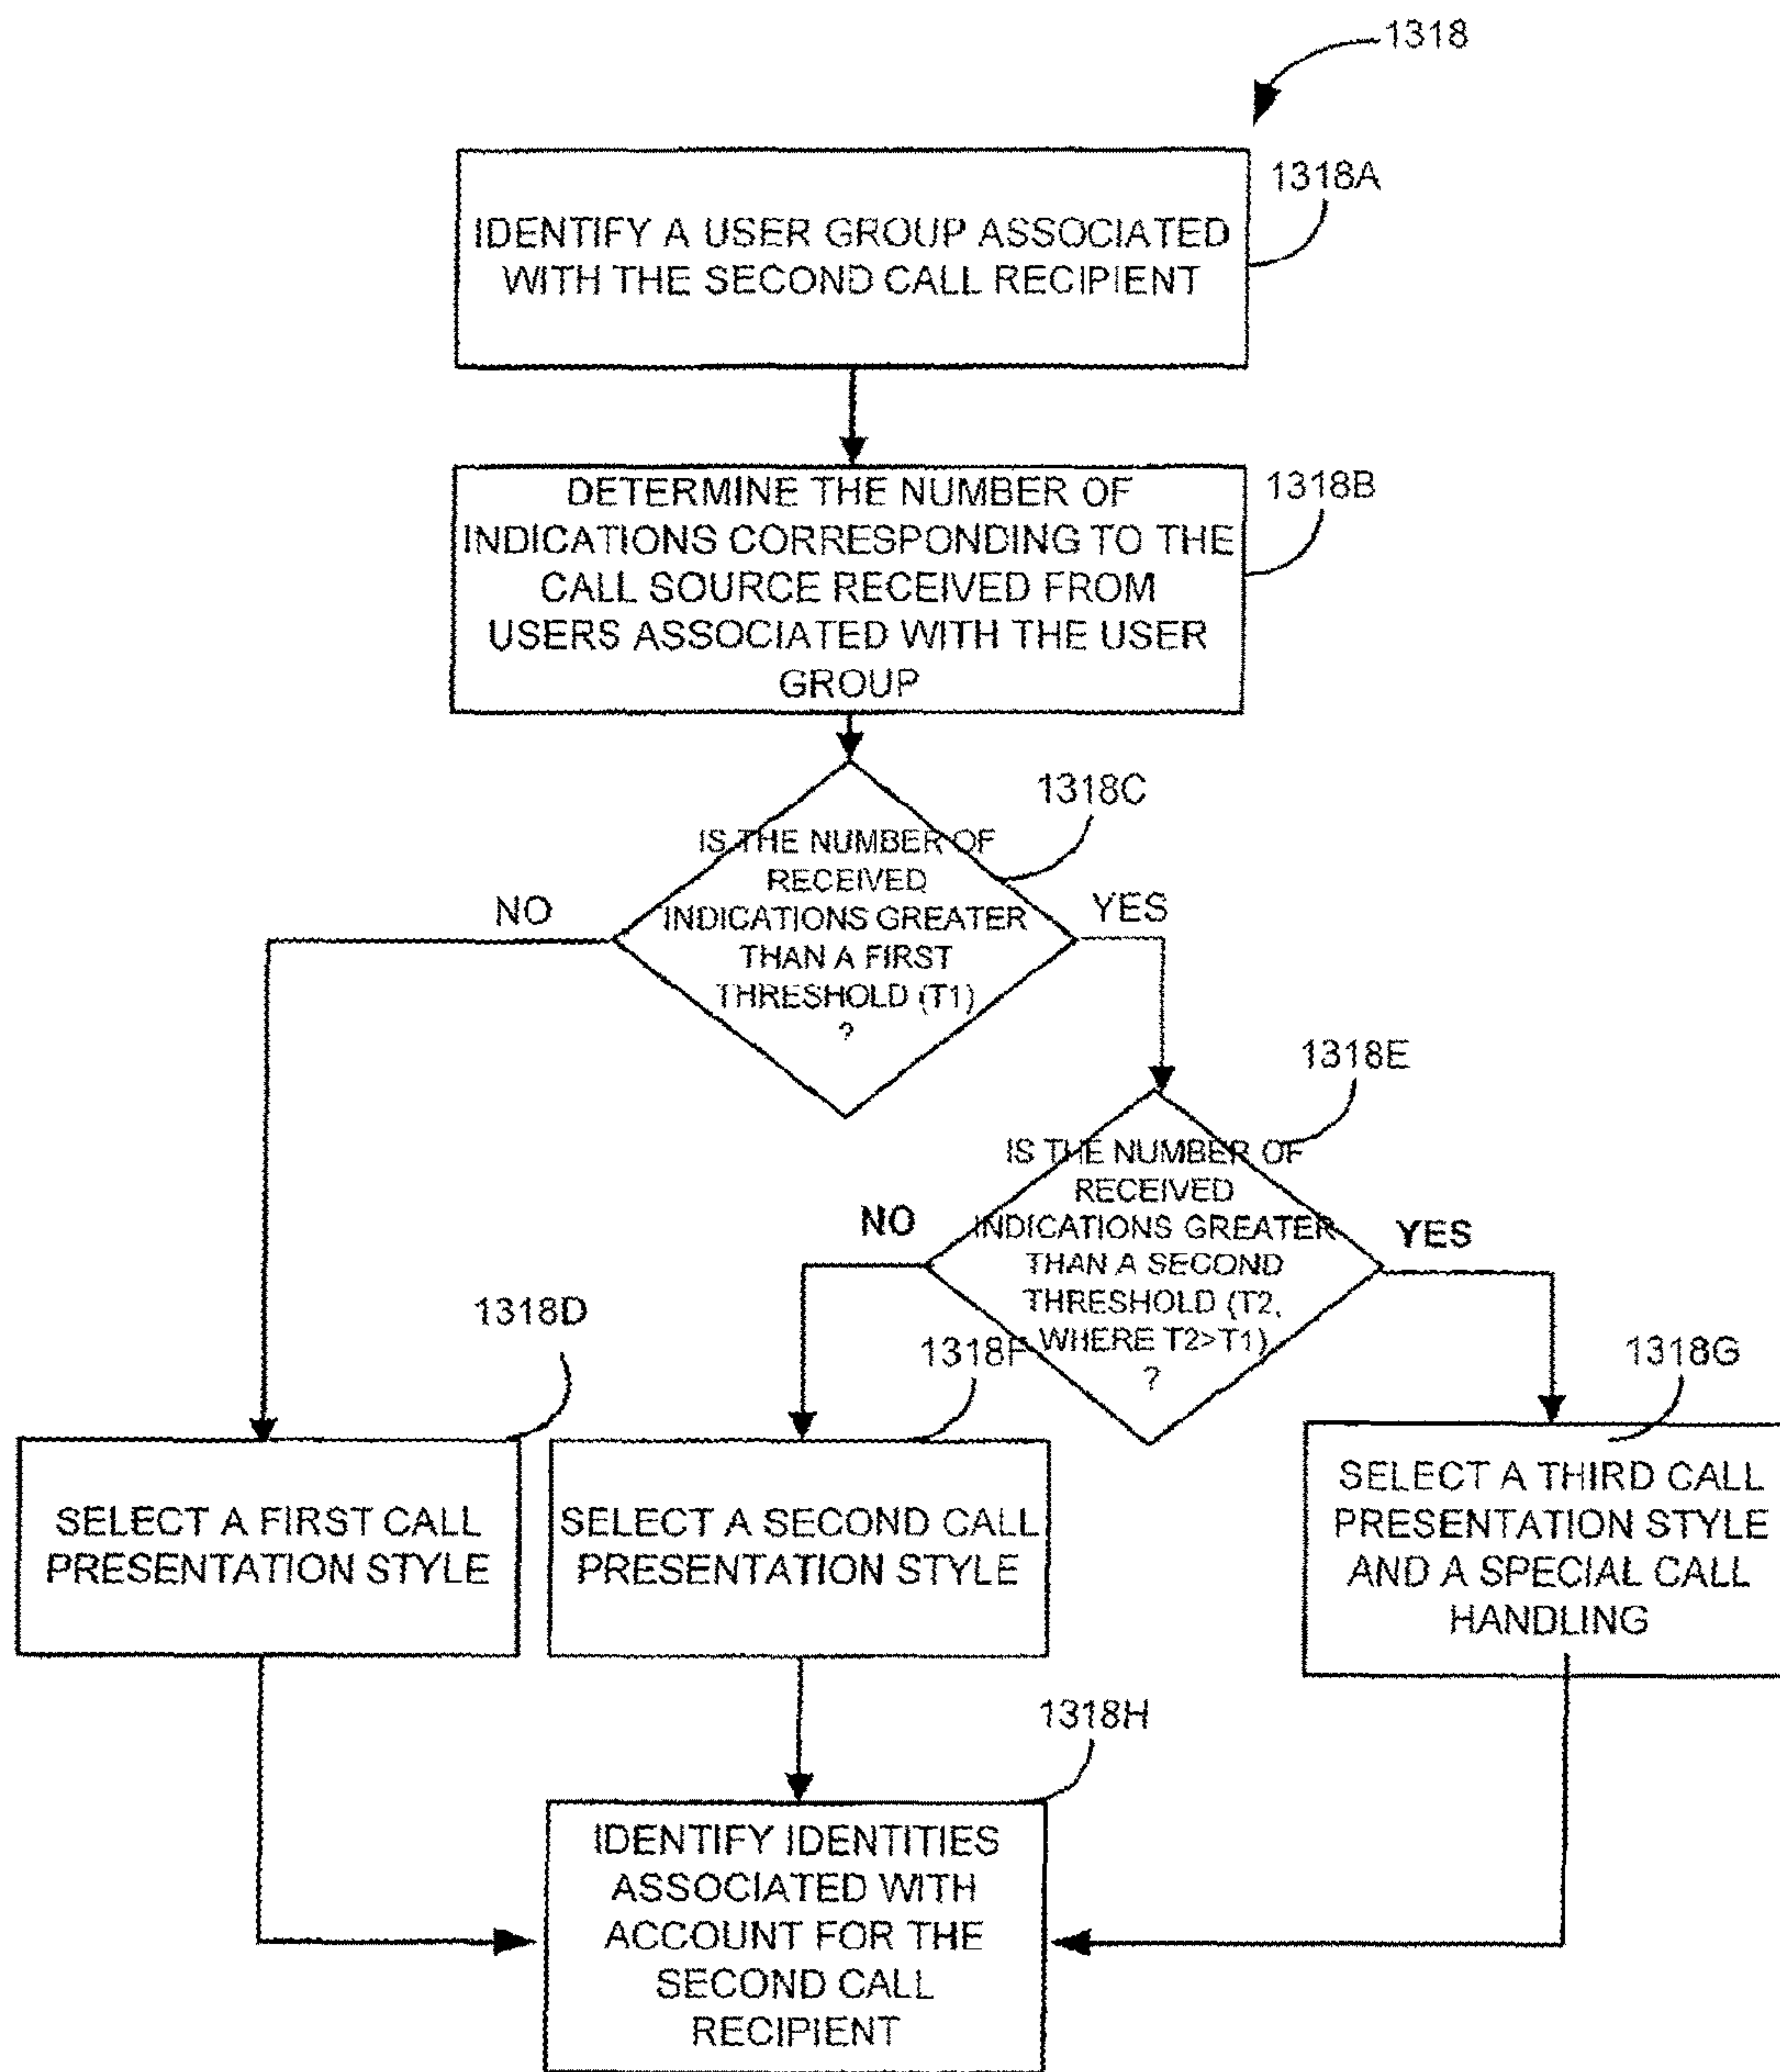 1318
1318A
IDENTIFY A USER GROUP ASSOCIATED
WITH THE SECOND CALL RECIPIENT
1318B
DETERMINE THE NUMBER OF
INDICATIONS CORRESPONDING TO THE
CALL SOURCE RECEIVED FROM
USERS ASSOCIATED WITH THE USER
GROUP
1318C
IS THE NUMBER OF
RECEIVED
INDICATIONS GREATER
THAN A FIRST
THRESHOLD (T1)
?
NO
YES
1318E
IS THE NUMBER OF
RECEIVED
INDICATIONS GREATER
THAN A SECOND
THRESHOLD (T2,
WHERE T2>T1)
?
NO
YES
1318D
1318F
1318G
SELECT A FIRST CALL
PRESENTATION STYLE
SELECT A SECOND CALL
PRESENTATION STYLE
SELECT A THIRD CALL
PRESENTATION STYLE
AND A SPECIAL CALL
HANDLING
1318H
IDENTIFY IDENTITIES
ASSOCIATED WITH
ACCOUNT FOR THE
SECOND CALL
RECIPIENT